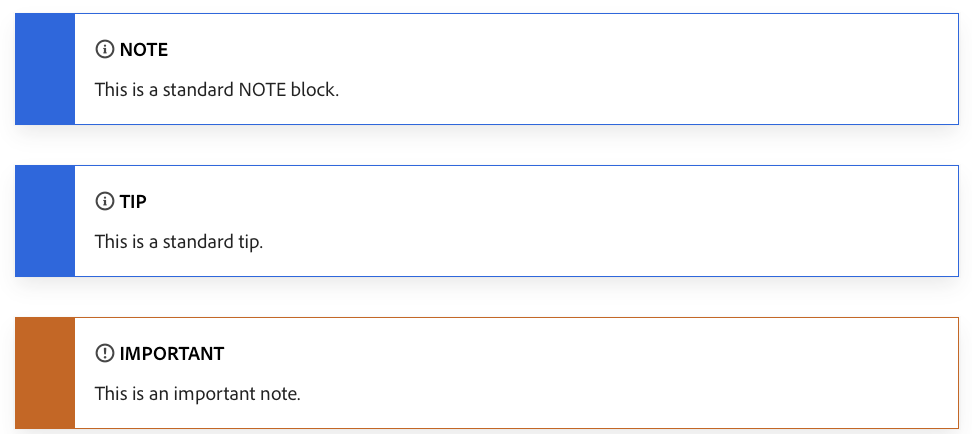 NOTE
This is a standard NOTE block.
TIP
This is a standard tip.
IMPORTANT
This is an important note.